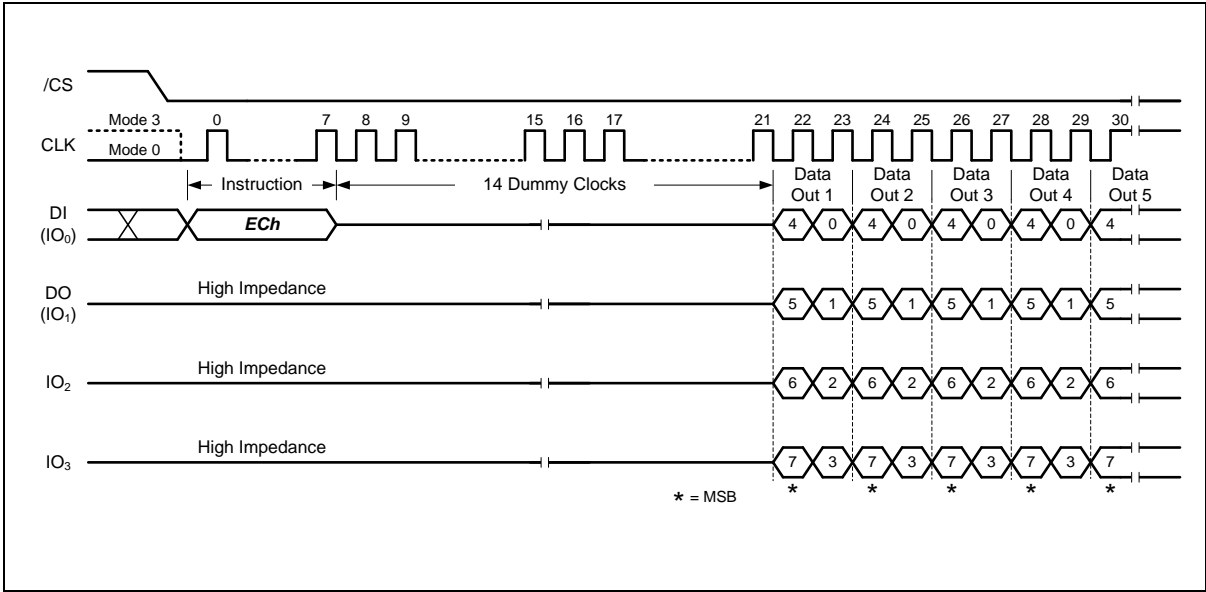 /CS
Mode 3 0 7 8 9 15 16 17 21 22 23 24 25 26 27 28 29 30
CLK
Mode 0
Instruction 14 Dummy Clocks Data Out 1 Data Out 2 Data Out 3 Data Out 4 Data Out 5
DI
(IO₀)
ECh 4 0 4 0 4 0 4 0 4
High Impedance
DO
(IO₁)
5 1 5 1 5 1 5 1 5
High Impedance
IO₂ 6 2 6 2 6 2 6 2 6
High Impedance
IO₃ 7 3 7 3 7 3 7 3 7
* * * * *
* = MSB